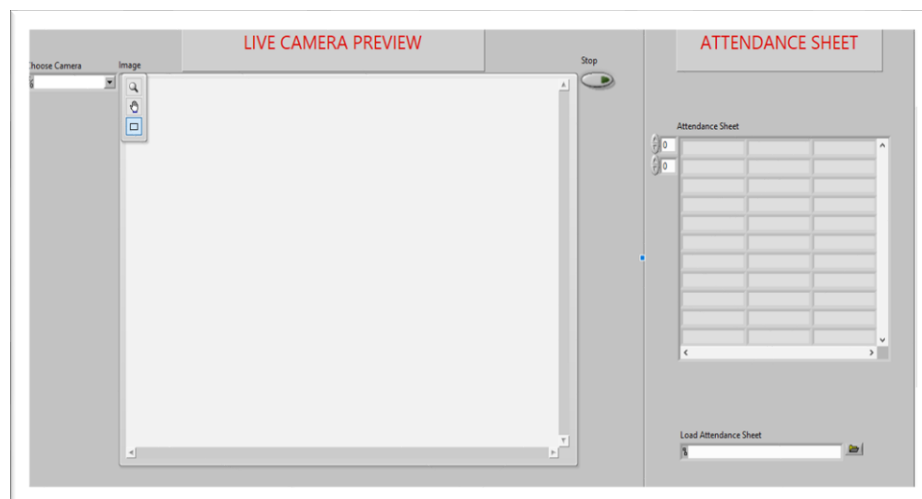 LIVE CAMERA PREVIEW
ATTENDANCE SHEET
Choose Camera
Image
Stop
Attendance Sheet
0
0
Load Attendance Sheet